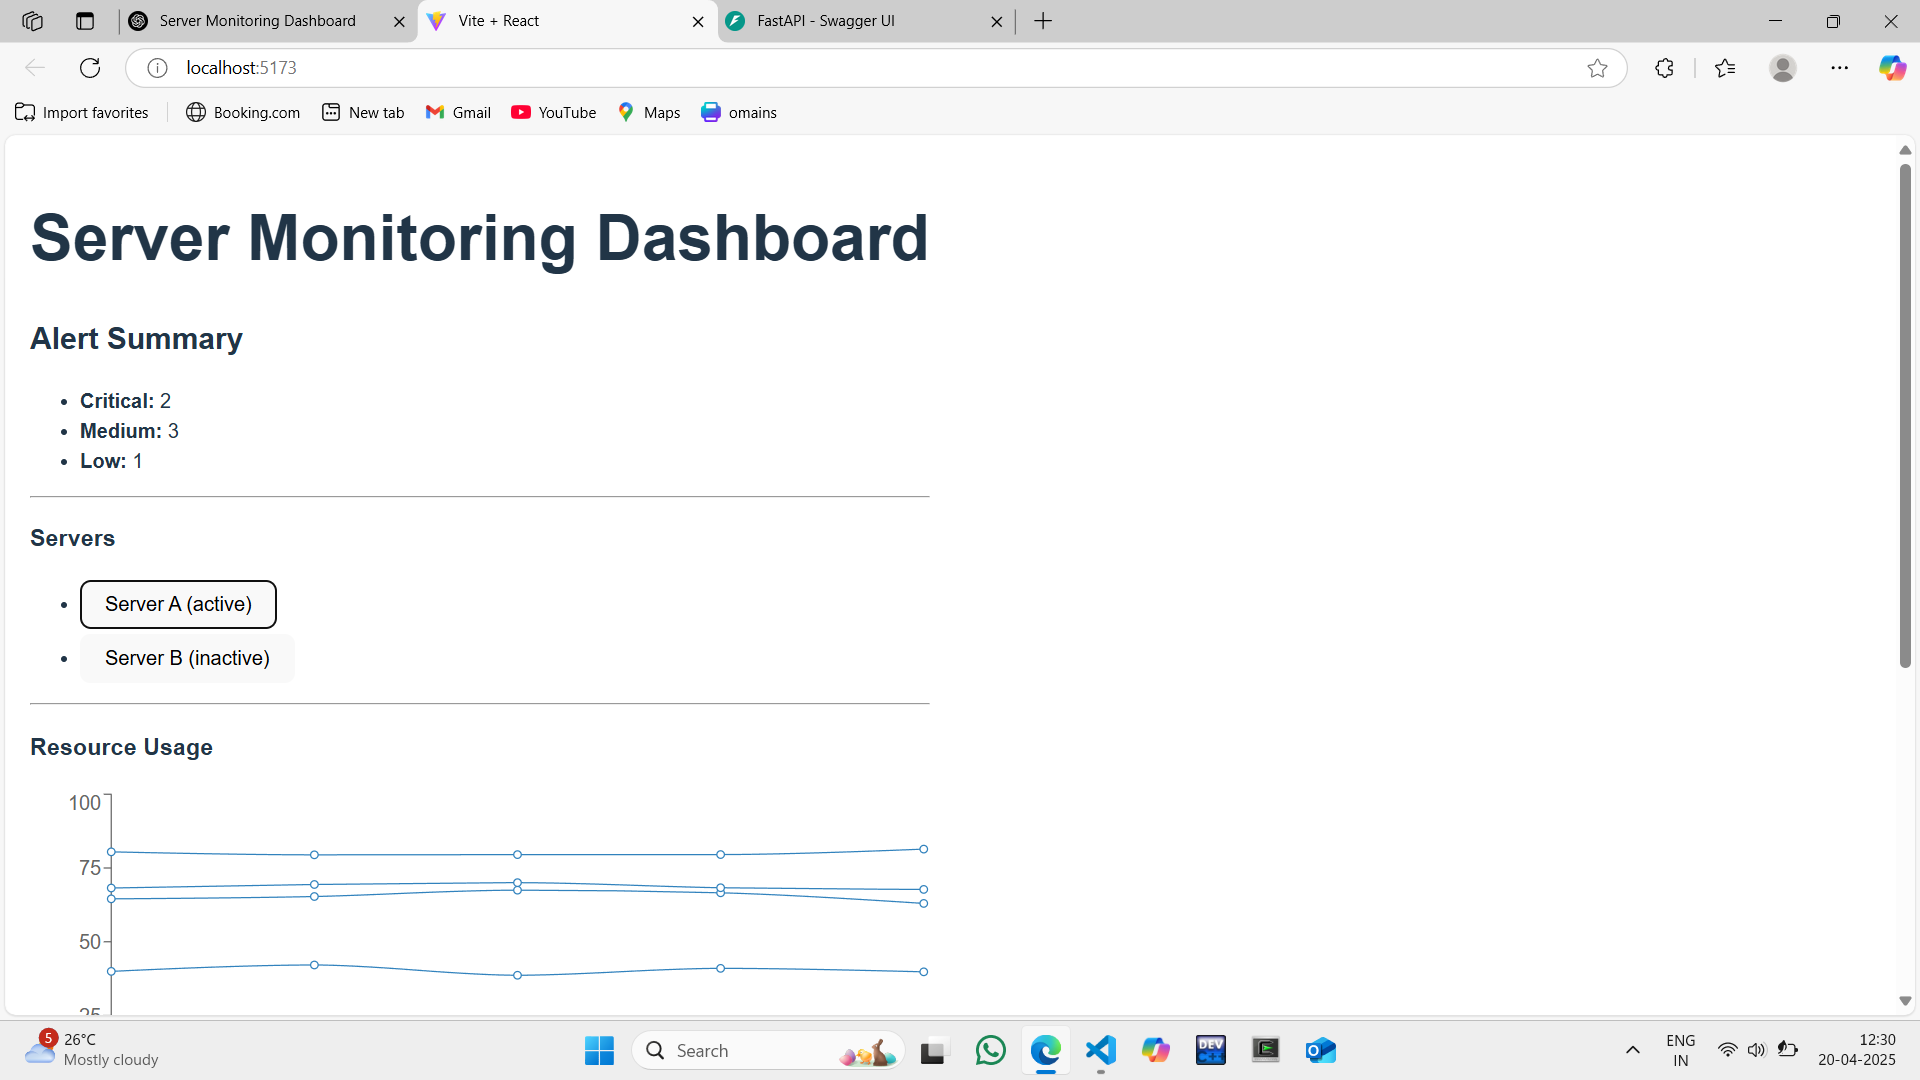 Server Monitoring Dashboard
Vite + React
FastAPI - Swagger UI
localhost:5173
Import favorites
Booking.com
New tab
Gmail
YouTube
Maps
omains
Server Monitoring Dashboard
Alert Summary
• Critical: 2
• Medium: 3
• Low: 1
Servers
• Server A (active)
• Server B (inactive)
Resource Usage
100
75
50
25
5
26°C
Mostly cloudy
Search
DEV
C++
ENG
IN
12:30
20-04-2025